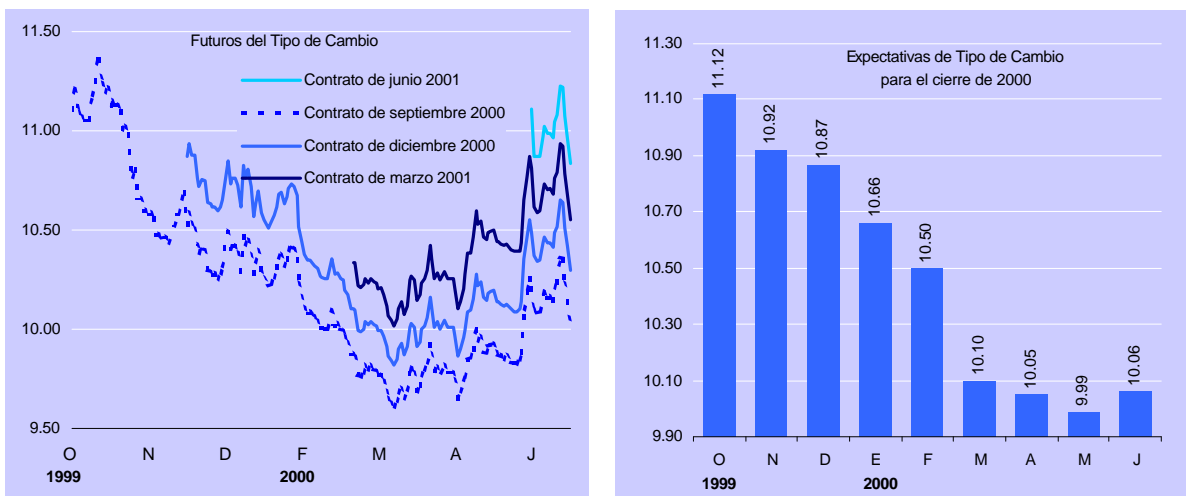 Futuros del Tipo de Cambio
Contrato de junio 2001
Contrato de septiembre 2000
Contrato de diciembre 2000
Contrato de marzo 2001
11.50
11.00
10.50
10.00
9.50
O N D F M A J
1999 2000
Expectativas de Tipo de Cambio
para el cierre de 2000
11.30
11.10
10.90
10.70
10.50
10.30
10.10
9.90
11.12
10.92
10.87
10.66
10.50
10.10
10.05
9.99
10.06
O N D E F M A M J
1999 2000